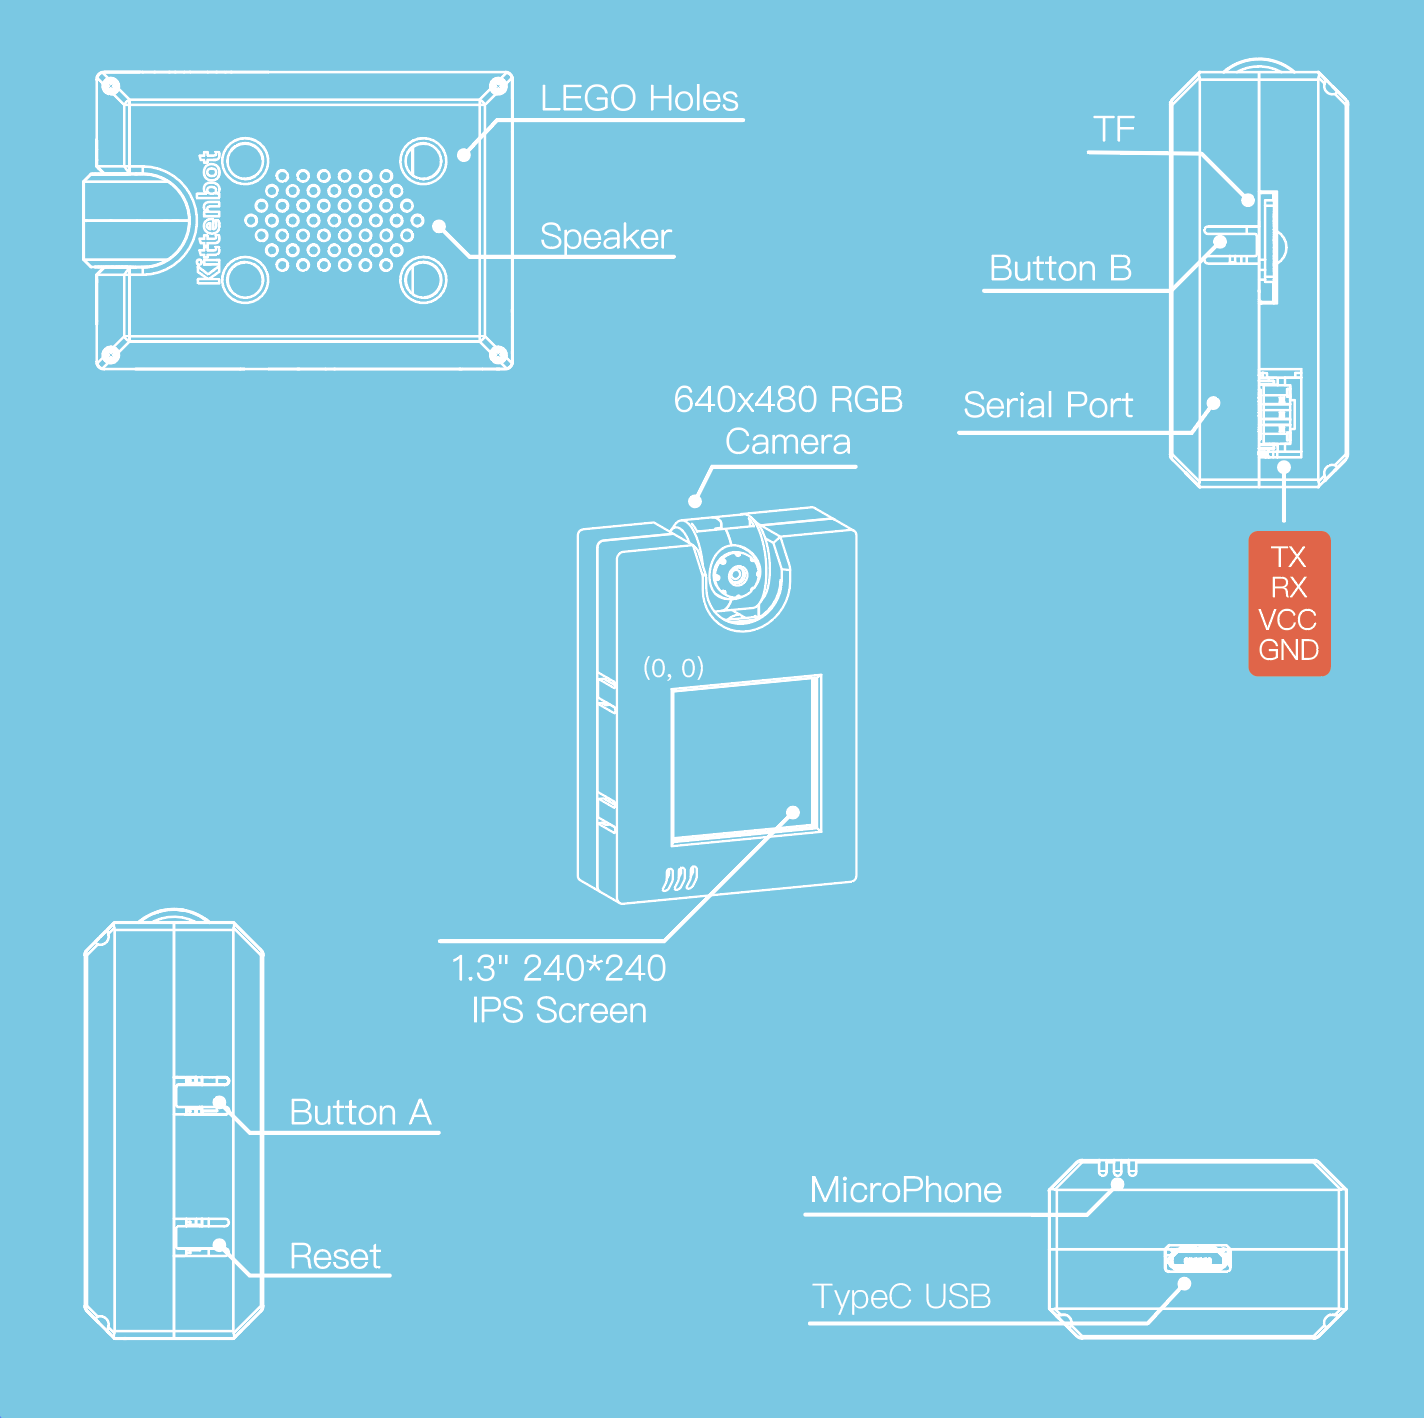 LEGO Holes
Kittenbot
Speaker
TF
Button B
Serial Port
TX
RX
VCC
GND
640x480 RGB
Camera
(0, 0)
1.3" 240*240
IPS Screen
Button A
Reset
MicroPhone
TypeC USB